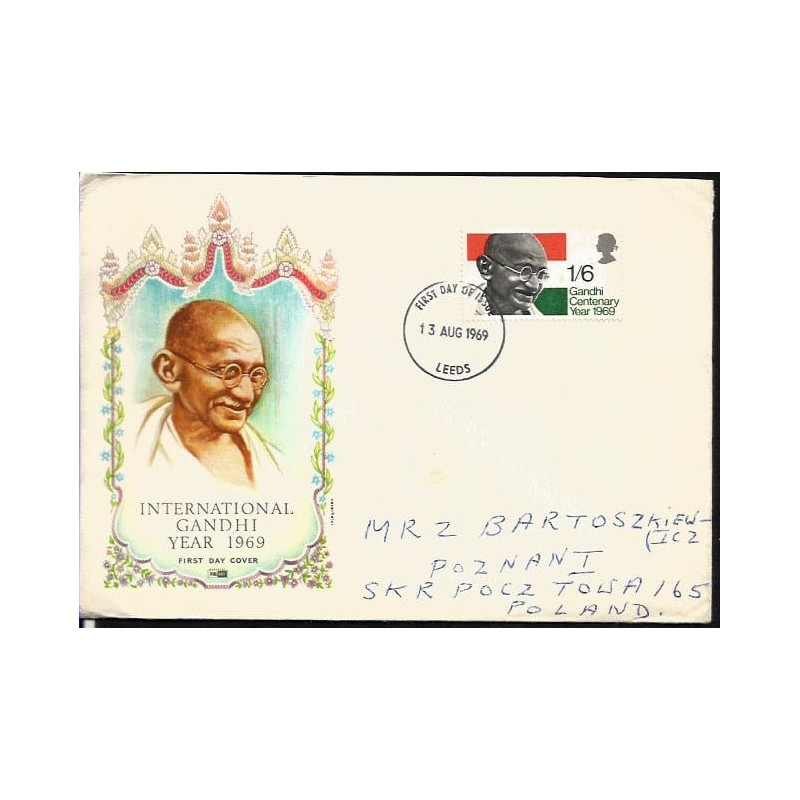 FIRST DAY OF ISSUE
13 AUG 1969
LEEDS
1/6
Gandhi
Centenary
Year 1969
INTERNATIONAL
GANDHI
YEAR 1969
FIRST DAY COVER
MR Z BARTOSZKIEW-
ICZ
POZNAN I
SKR POCZTOWA 165
POLAND.